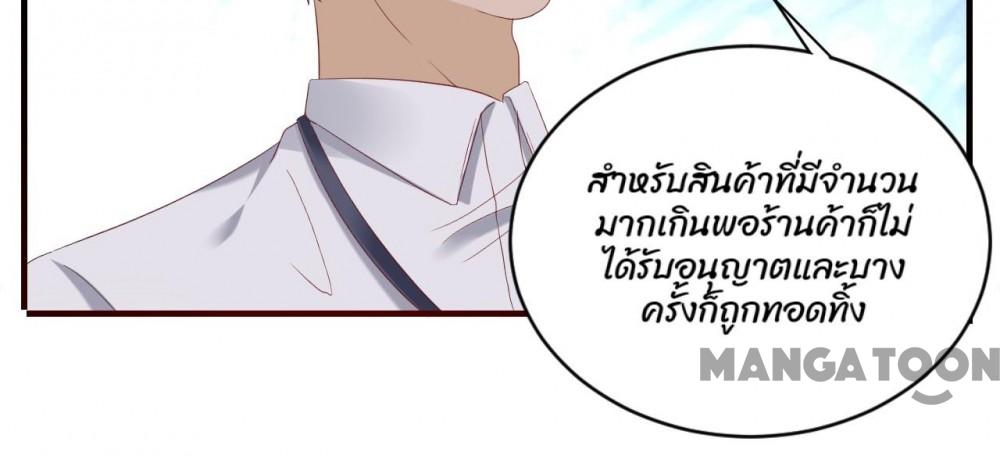 สำหรับสินค้าที่มีจำนวน
มากเกินพอร้านค้าก็ไม่
ได้รับอนุญาตและบาง
ครั้งก็ถูกทอดทิ้ง
MANGATOON